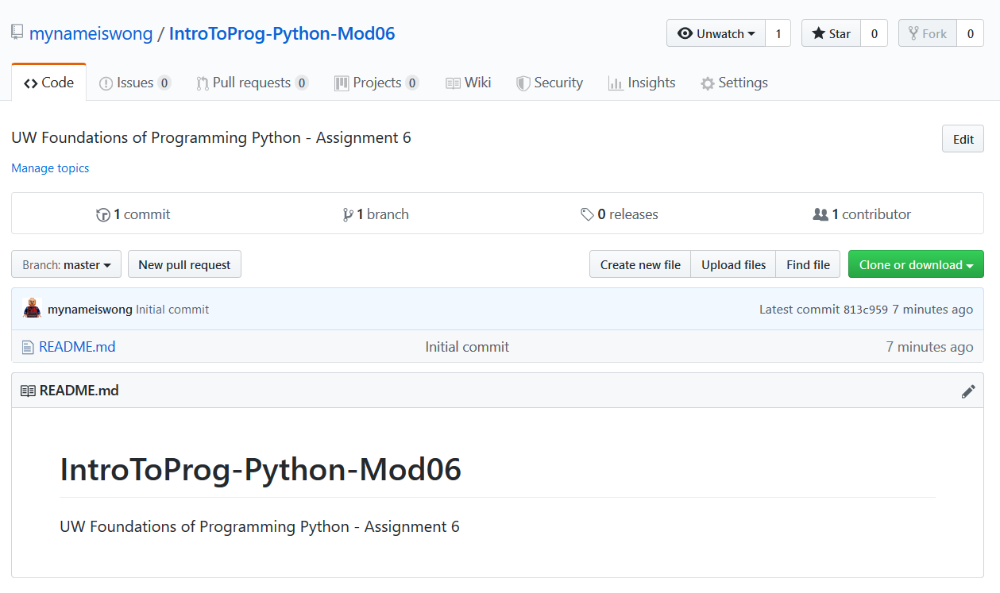 mynameiswong / IntroToProg-Python-Mod06 Unwatch 1 Star 0 Fork 0
Code Issues 0 Pull requests 0 Projects 0 Wiki Security Insights Settings
UW Foundations of Programming Python - Assignment 6 Edit
Manage topics
1 commit 1 branch 0 releases 1 contributor
Branch: master New pull request Create new file Upload files Find file Clone or download
mynameiswong Initial commit Latest commit 813c959 7 minutes ago
README.md Initial commit 7 minutes ago
README.md
IntroToProg-Python-Mod06
UW Foundations of Programming Python - Assignment 6